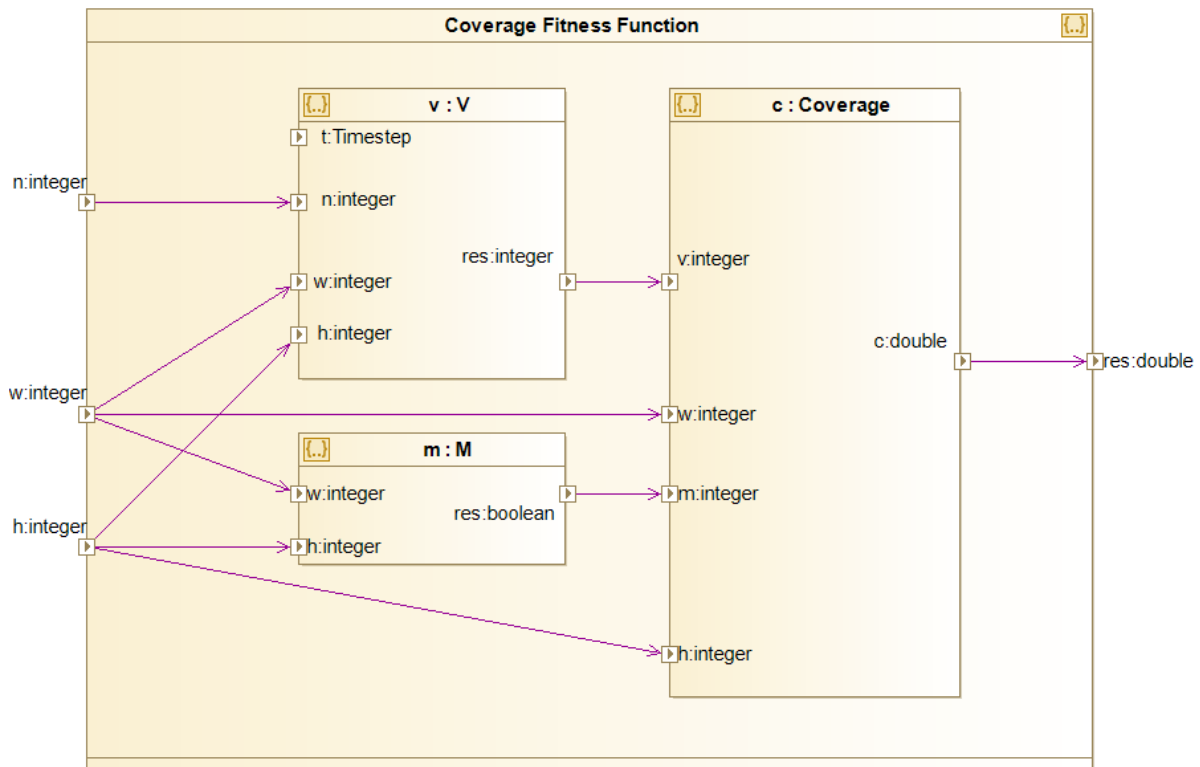 Coverage Fitness Function
{..}
{..}
v : V
{..}
c : Coverage
t:Timestep
n:integer
n:integer
res:integer
v:integer
w:integer
h:integer
c:double
res:double
w:integer
w:integer
{..}
m : M
w:integer
m:integer
res:boolean
h:integer
h:integer
h:integer